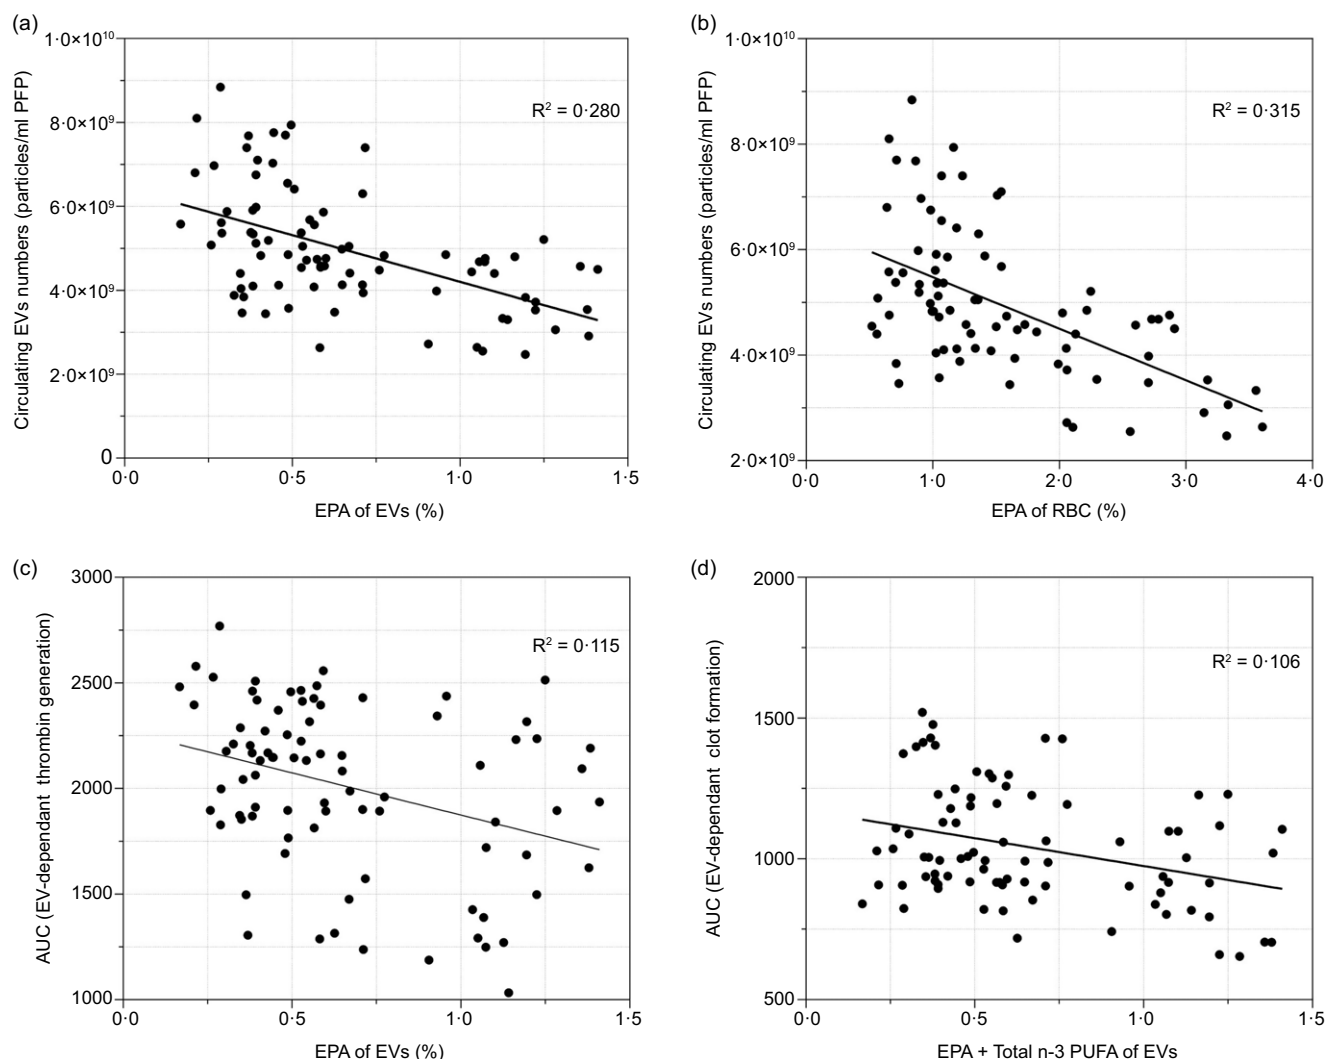 (a)
Circulating EVs numbers (particles/ml PFP)
1·0×10¹⁰
8·0×10⁹
6·0×10⁹
4·0×10⁹
2·0×10⁹
0
R² = 0·280
0·0 0·5 1·0 1·5
EPA of EVs (%)
(b)
Circulating EVs numbers (particles/ml PFP)
1·0×10¹⁰
8·0×10⁹
6·0×10⁹
4·0×10⁹
2·0×10⁹
R² = 0·315
0·0 1·0 2·0 3·0 4·0
EPA of RBC (%)
(c)
AUC (EV-dependant thrombin generation)
3000
2500
2000
1500
1000
R² = 0·115
0·0 0·5 1·0 1·5
EPA of EVs (%)
(d)
AUC (EV-dependant clot formation)
2000
1500
1000
500
R² = 0·106
0·0 0·5 1·0 1·5
EPA + Total n-3 PUFA of EVs